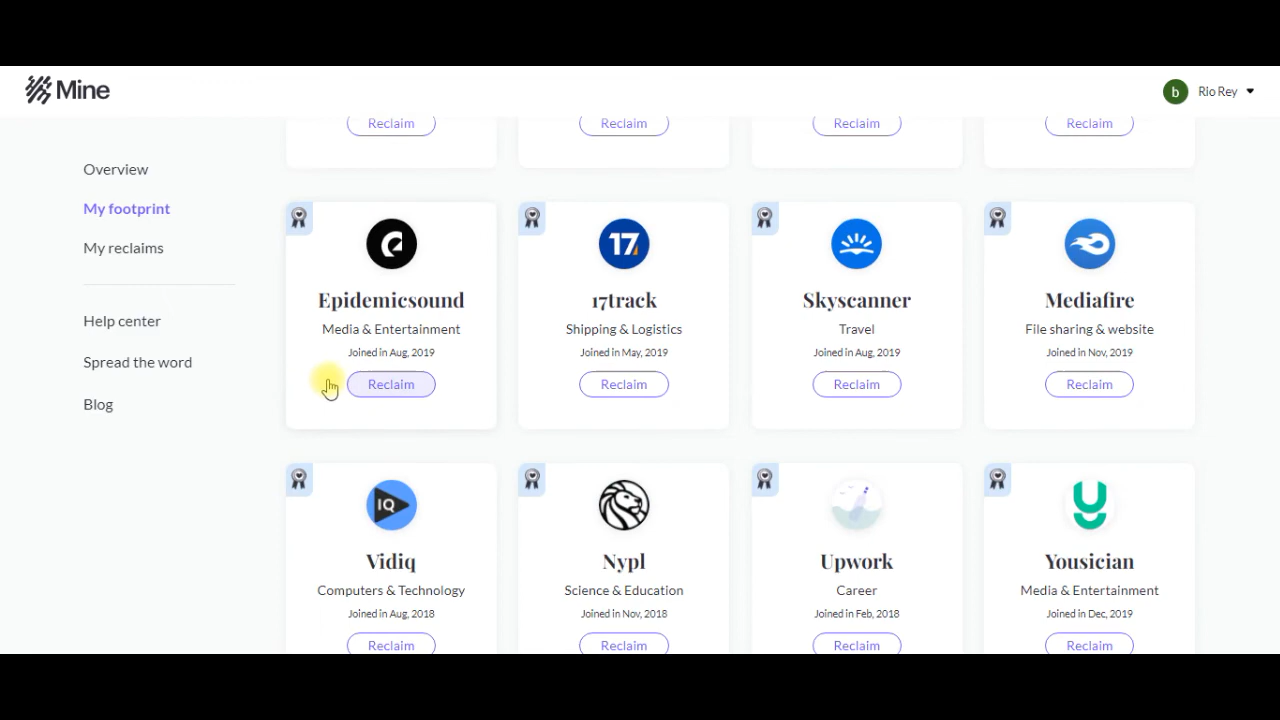 Mine
b Rio Rey
Overview
My footprint
My reclaims
Help center
Spread the word
Blog
Reclaim Reclaim Reclaim Reclaim
17
Epidemicsound 17track Skyscanner Mediafire
Media & Entertainment Shipping & Logistics Travel File sharing & website
Joined in Aug, 2019 Joined in May, 2019 Joined in Aug, 2019 Joined in Nov, 2019
Reclaim Reclaim Reclaim Reclaim
IQ
Vidiq Nypl Upwork Yousician
Computers & Technology Science & Education Career Media & Entertainment
Joined in Aug, 2018 Joined in Nov, 2018 Joined in Feb, 2018 Joined in Dec, 2019
Reclaim Reclaim Reclaim Reclaim